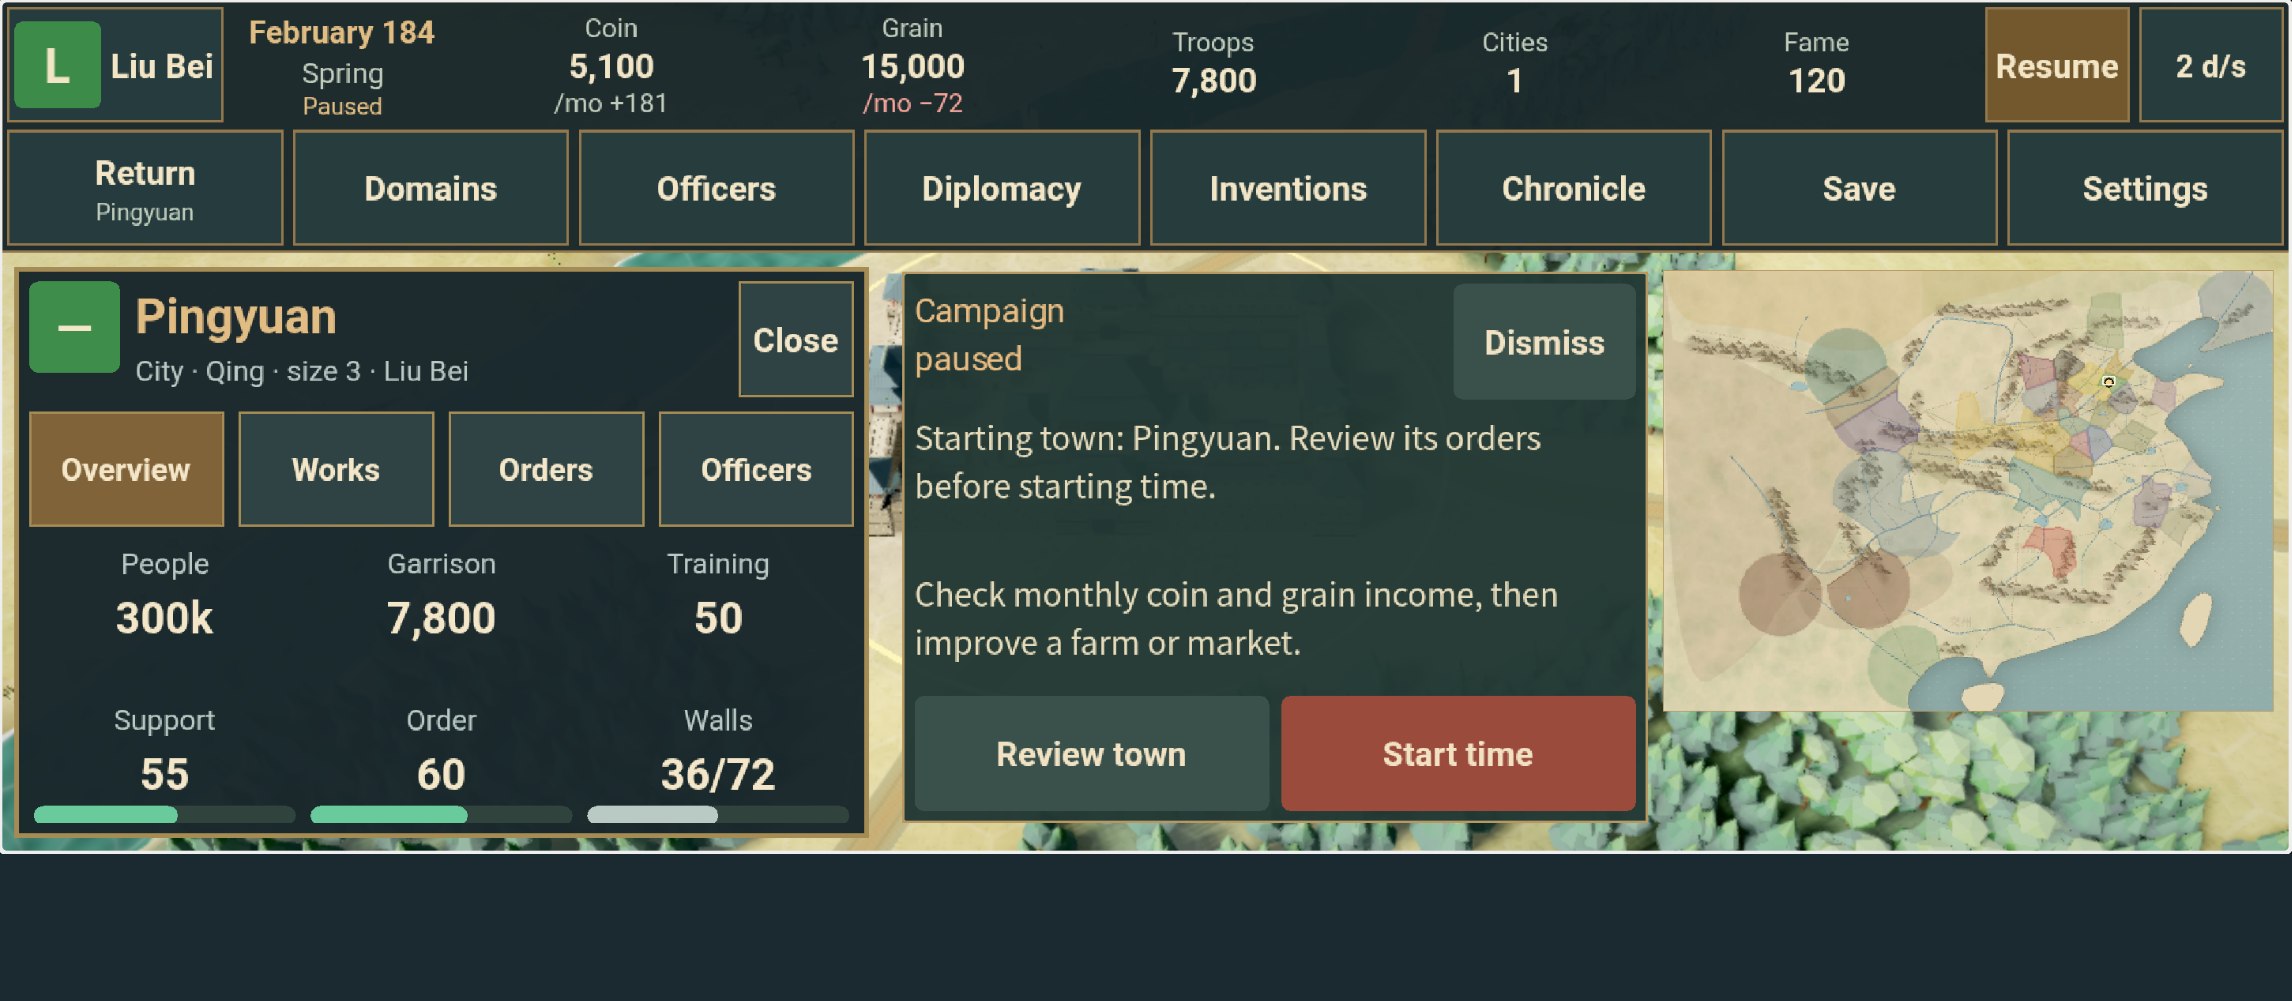 L
Liu Bei
February 184
Spring
Paused
Coin
5,100
/mo +181
Grain
15,000
/mo −72
Troops
7,800
Cities
1
Fame
120
Resume
2 d/s
Return
Pingyuan
Domains
Officers
Diplomacy
Inventions
Chronicle
Save
Settings
—
Pingyuan
City · Qing · size 3 · Liu Bei
Close
Overview
Works
Orders
Officers
People
300k
Garrison
7,800
Training
50
Support
55
Order
60
Walls
36/72
Campaign
paused
Dismiss
Starting town: Pingyuan. Review its orders
before starting time.
Check monthly coin and grain income, then
improve a farm or market.
Review town
Start time